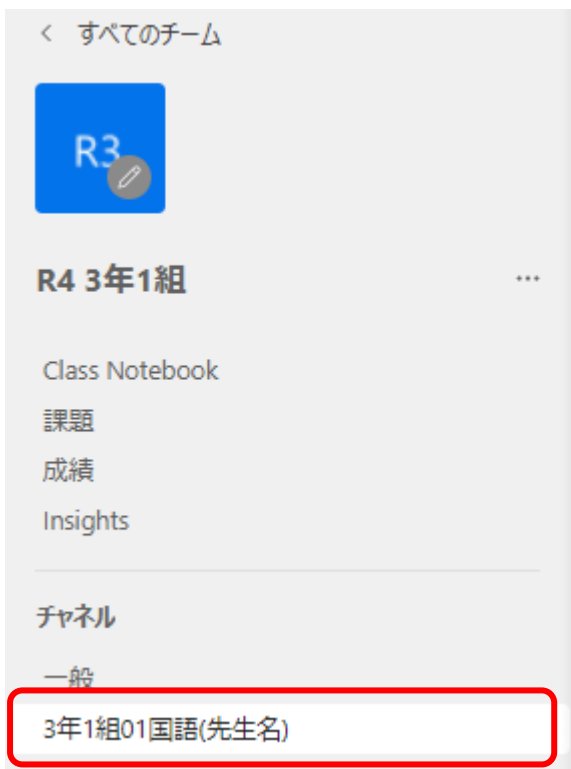 すべてのチーム
R3
R4 3年1組
Class Notebook
課題
成績
Insights
チャネル
一般
3年1組01国語(先生名)